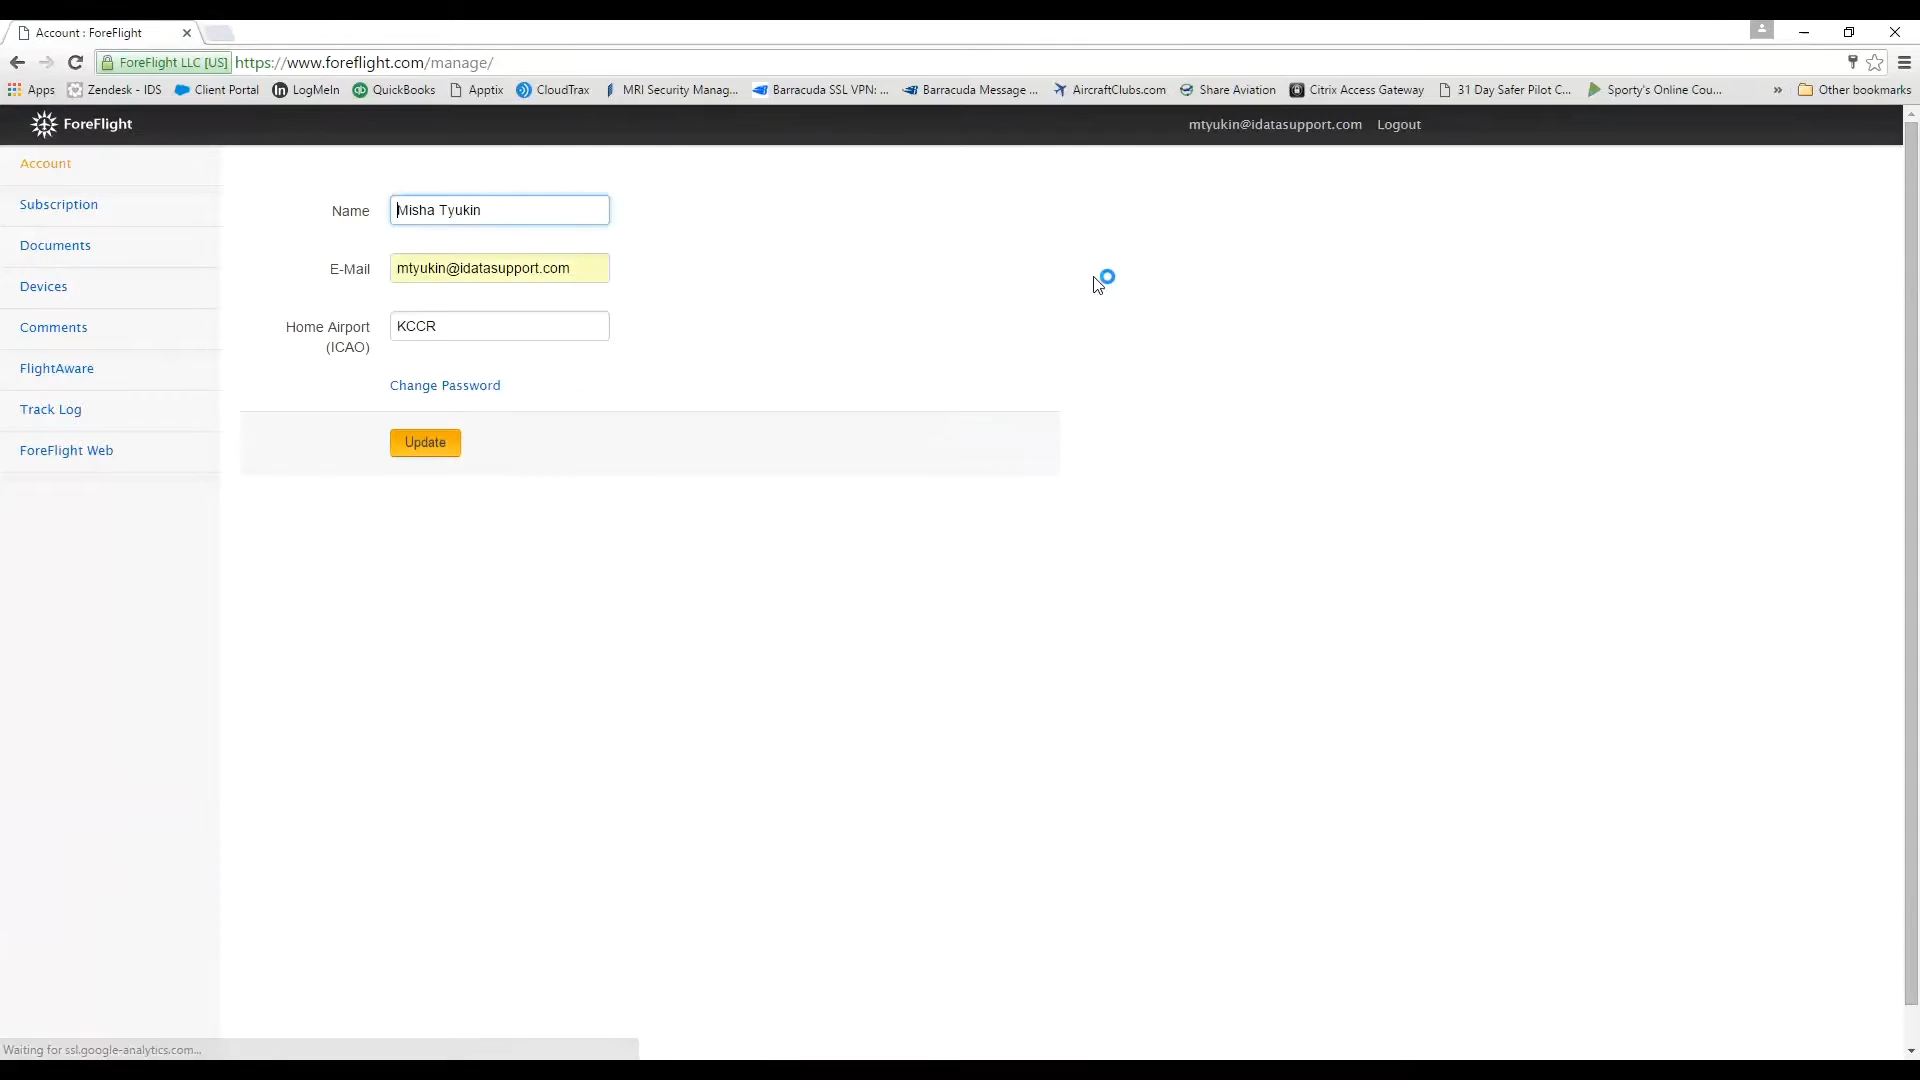 Account : ForeFlight
ForeFlight LLC [US] https://www.foreflight.com/manage/
Apps Zendesk - IDS Client Portal LogMeIn QuickBooks Apptix CloudTrax MRI Security Manag... Barracuda SSL VPN: ... Barracuda Message ... AircraftClubs.com Share Aviation Citrix Access Gateway 31 Day Safer Pilot C... Sporty's Online Cou... » Other bookmarks
ForeFlight mtyukin@idatasupport.com Logout
Account
Subscription
Documents
Devices
Comments
FlightAware
Track Log
ForeFlight Web
Name Misha Tyukin
E-Mail mtyukin@idatasupport.com
Home Airport KCCR
(ICAO)
Change Password
Update
Waiting for ssl.google-analytics.com...